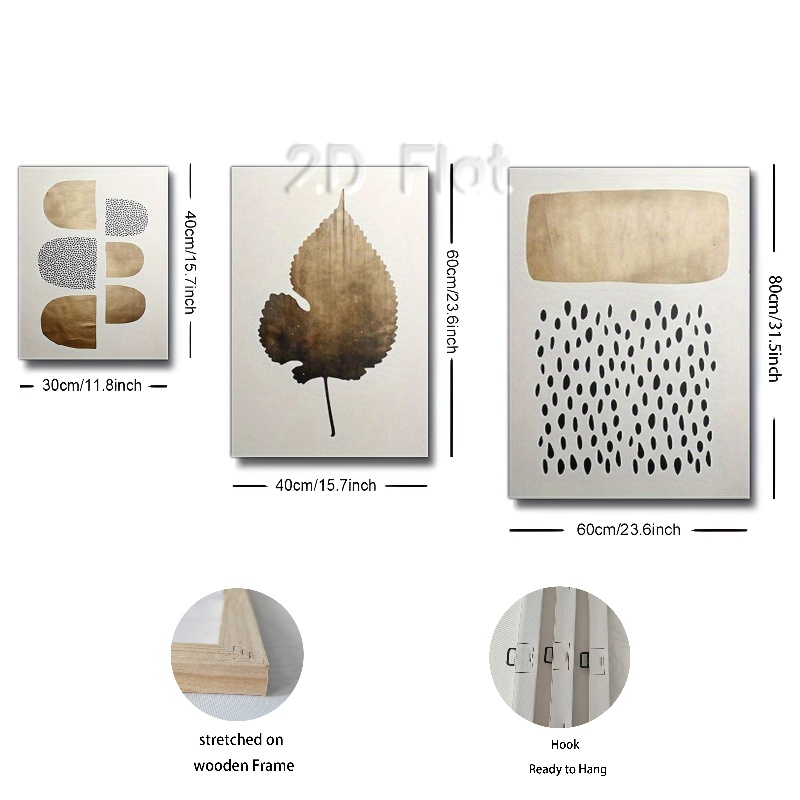 2D Flat
40cm/15.7inch
30cm/11.8inch
60cm/23.6inch
40cm/15.7inch
80cm/31.5inch
60cm/23.6inch
stretched on
wooden Frame
Hook
Ready to Hang